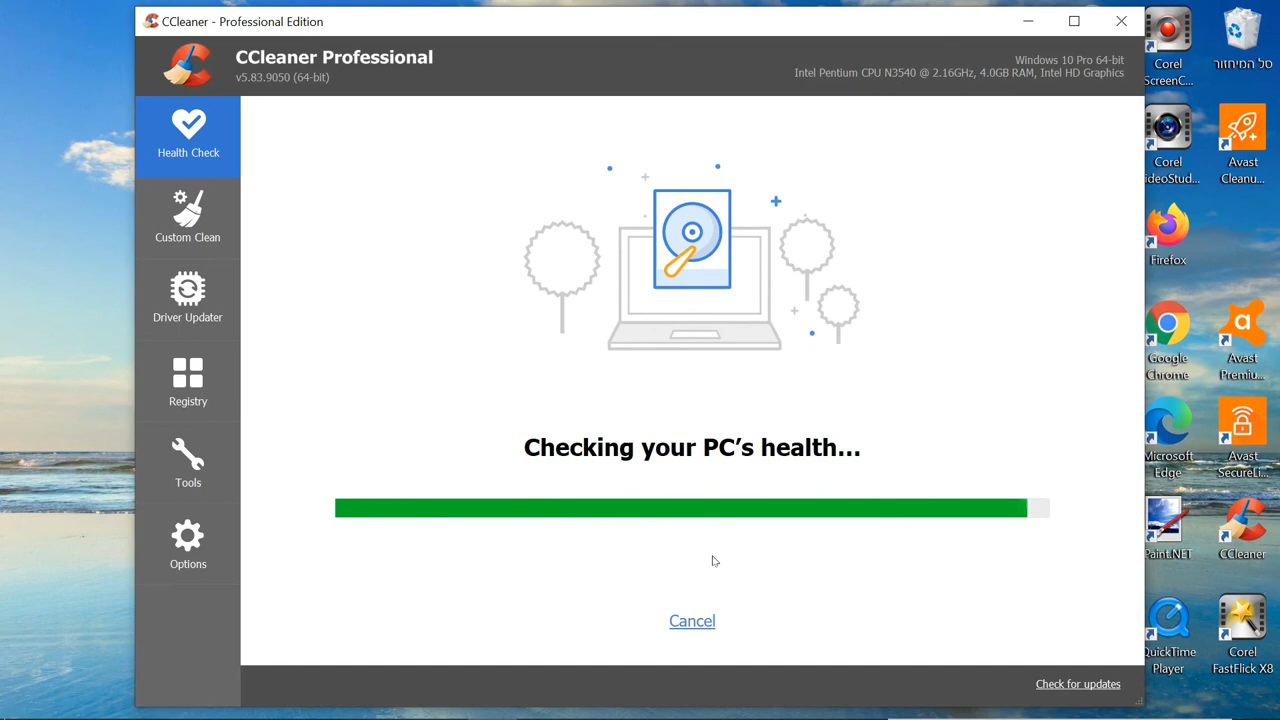 CCleaner - Professional Edition
CCleaner Professional
v5.83.9050 (64-bit)
Windows 10 Pro 64-bit
Intel Pentium CPU N3540 @ 2.16GHz, 4.0GB RAM, Intel HD Graphics
Health Check
Custom Clean
Driver Updater
Registry
Tools
Options
Checking your PC’s health...
Cancel
Check for updates
Corel
ScreenC...
סל המיחזור
Corel
VideoStud...
Avast
Cleanu...
Firefox
Google
Chrome
Avast
Premiu...
Microsoft
Edge
Avast
SecureLi...
Paint.NET
CCleaner
QuickTime
Player
Corel
FastFlick X8